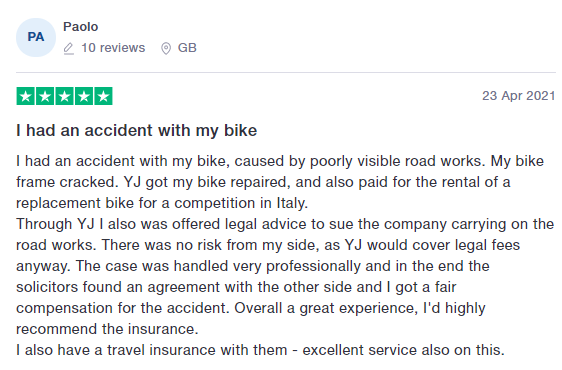 PA
Paolo
10 reviews GB
23 Apr 2021
I had an accident with my bike
I had an accident with my bike, caused by poorly visible road works. My bike
frame cracked. YJ got my bike repaired, and also paid for the rental of a
replacement bike for a competition in Italy.
Through YJ I also was offered legal advice to sue the company carrying on the
road works. There was no risk from my side, as YJ would cover legal fees
anyway. The case was handled very professionally and in the end the
solicitors found an agreement with the other side and I got a fair
compensation for the accident. Overall a great experience, I'd highly
recommend the insurance.
I also have a travel insurance with them - excellent service also on this.